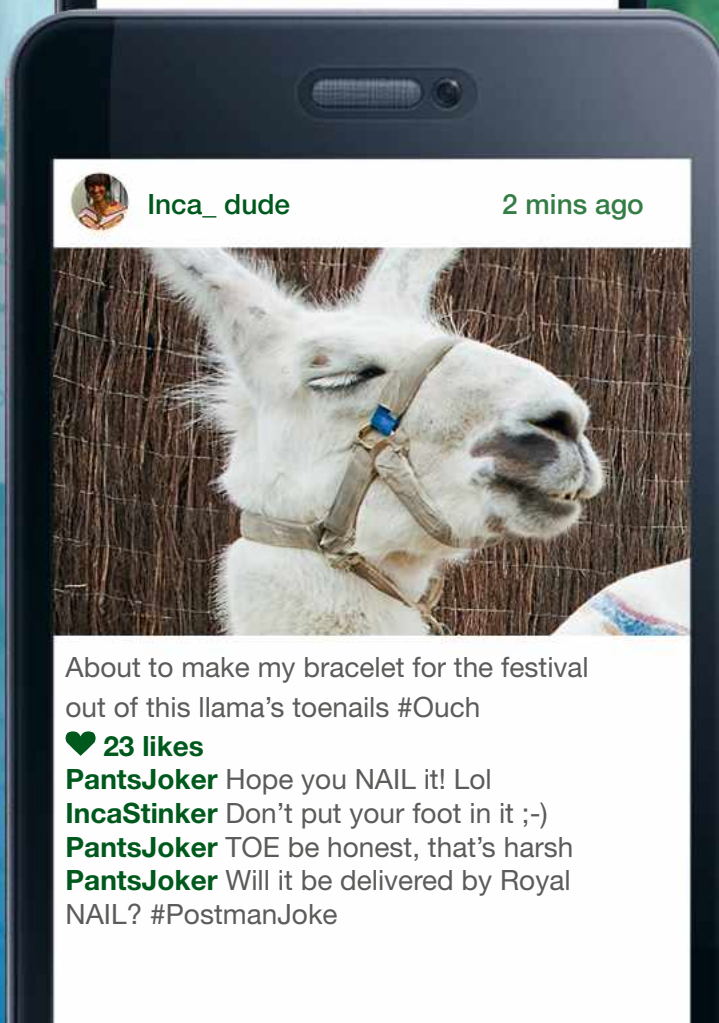 Inca_ dude 2 mins ago
About to make my bracelet for the festival
out of this llama's toenails #Ouch
23 likes
PantsJoker Hope you NAIL it! Lol
IncaStinker Don't put your foot in it ;-)
PantsJoker TOE be honest, that's harsh
PantsJoker Will it be delivered by Royal
NAIL? #PostmanJoke